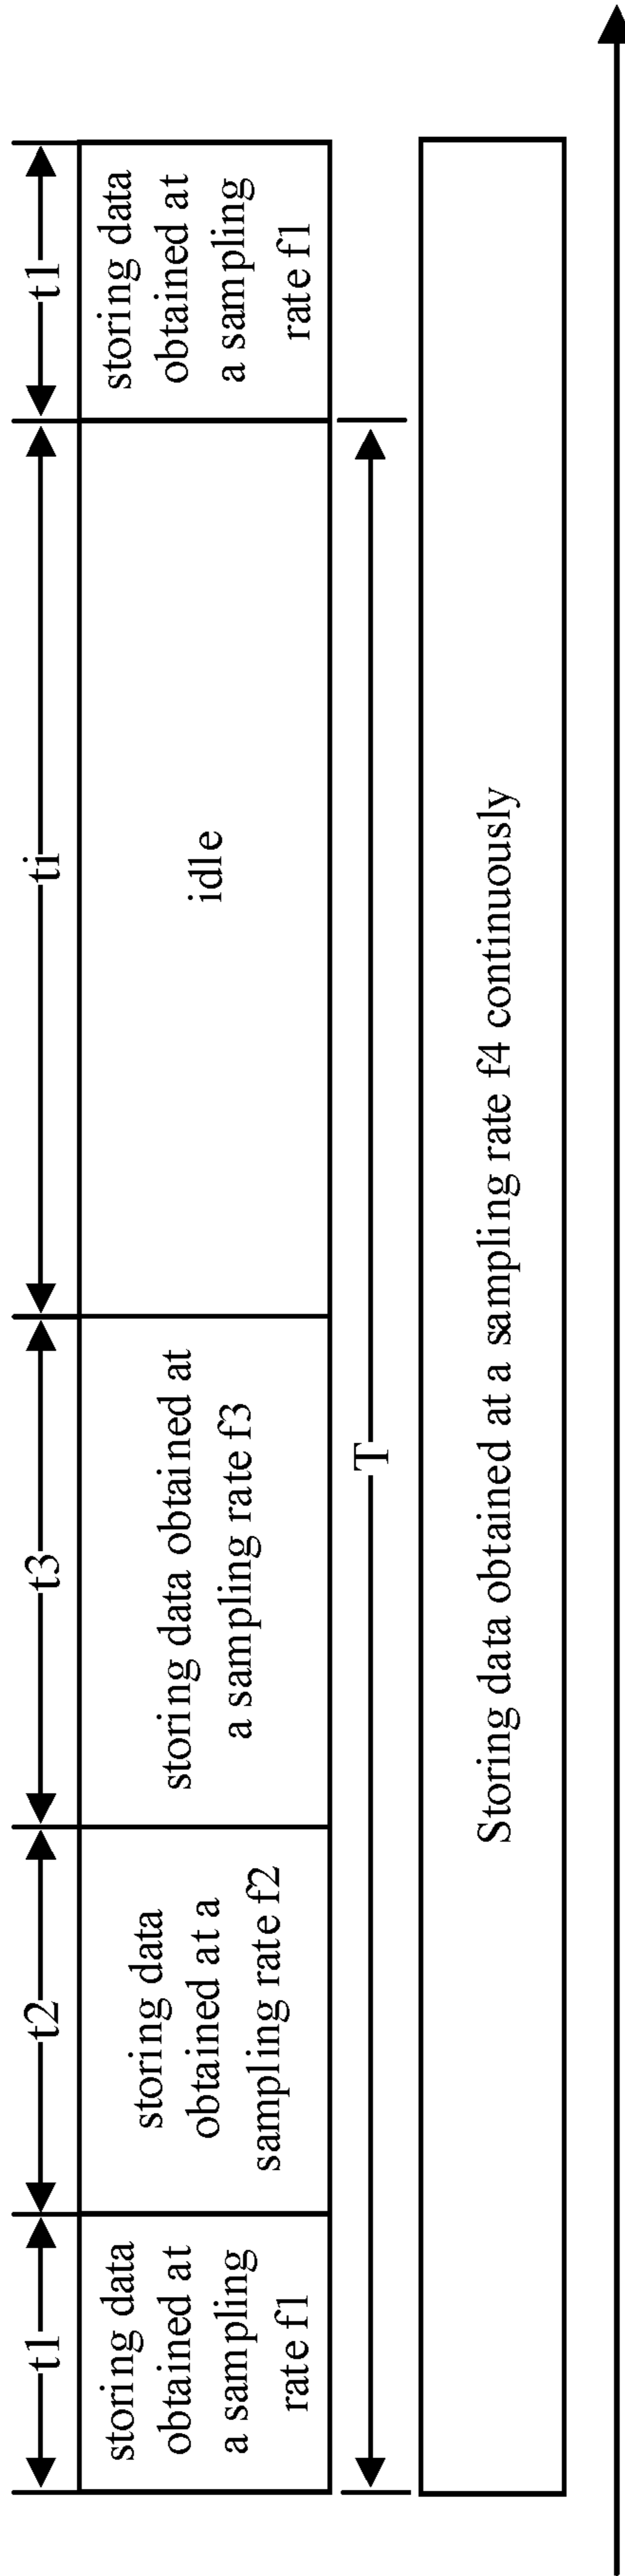 t1
t2
t3
ti
t1
storing data
obtained at
a sampling
rate f1
storing data
obtained at a
sampling rate f2
storing data obtained at
a sampling rate f3
idle
storing data
obtained at
a sampling
rate f1
T
Storing data obtained at a sampling rate f4 continuously